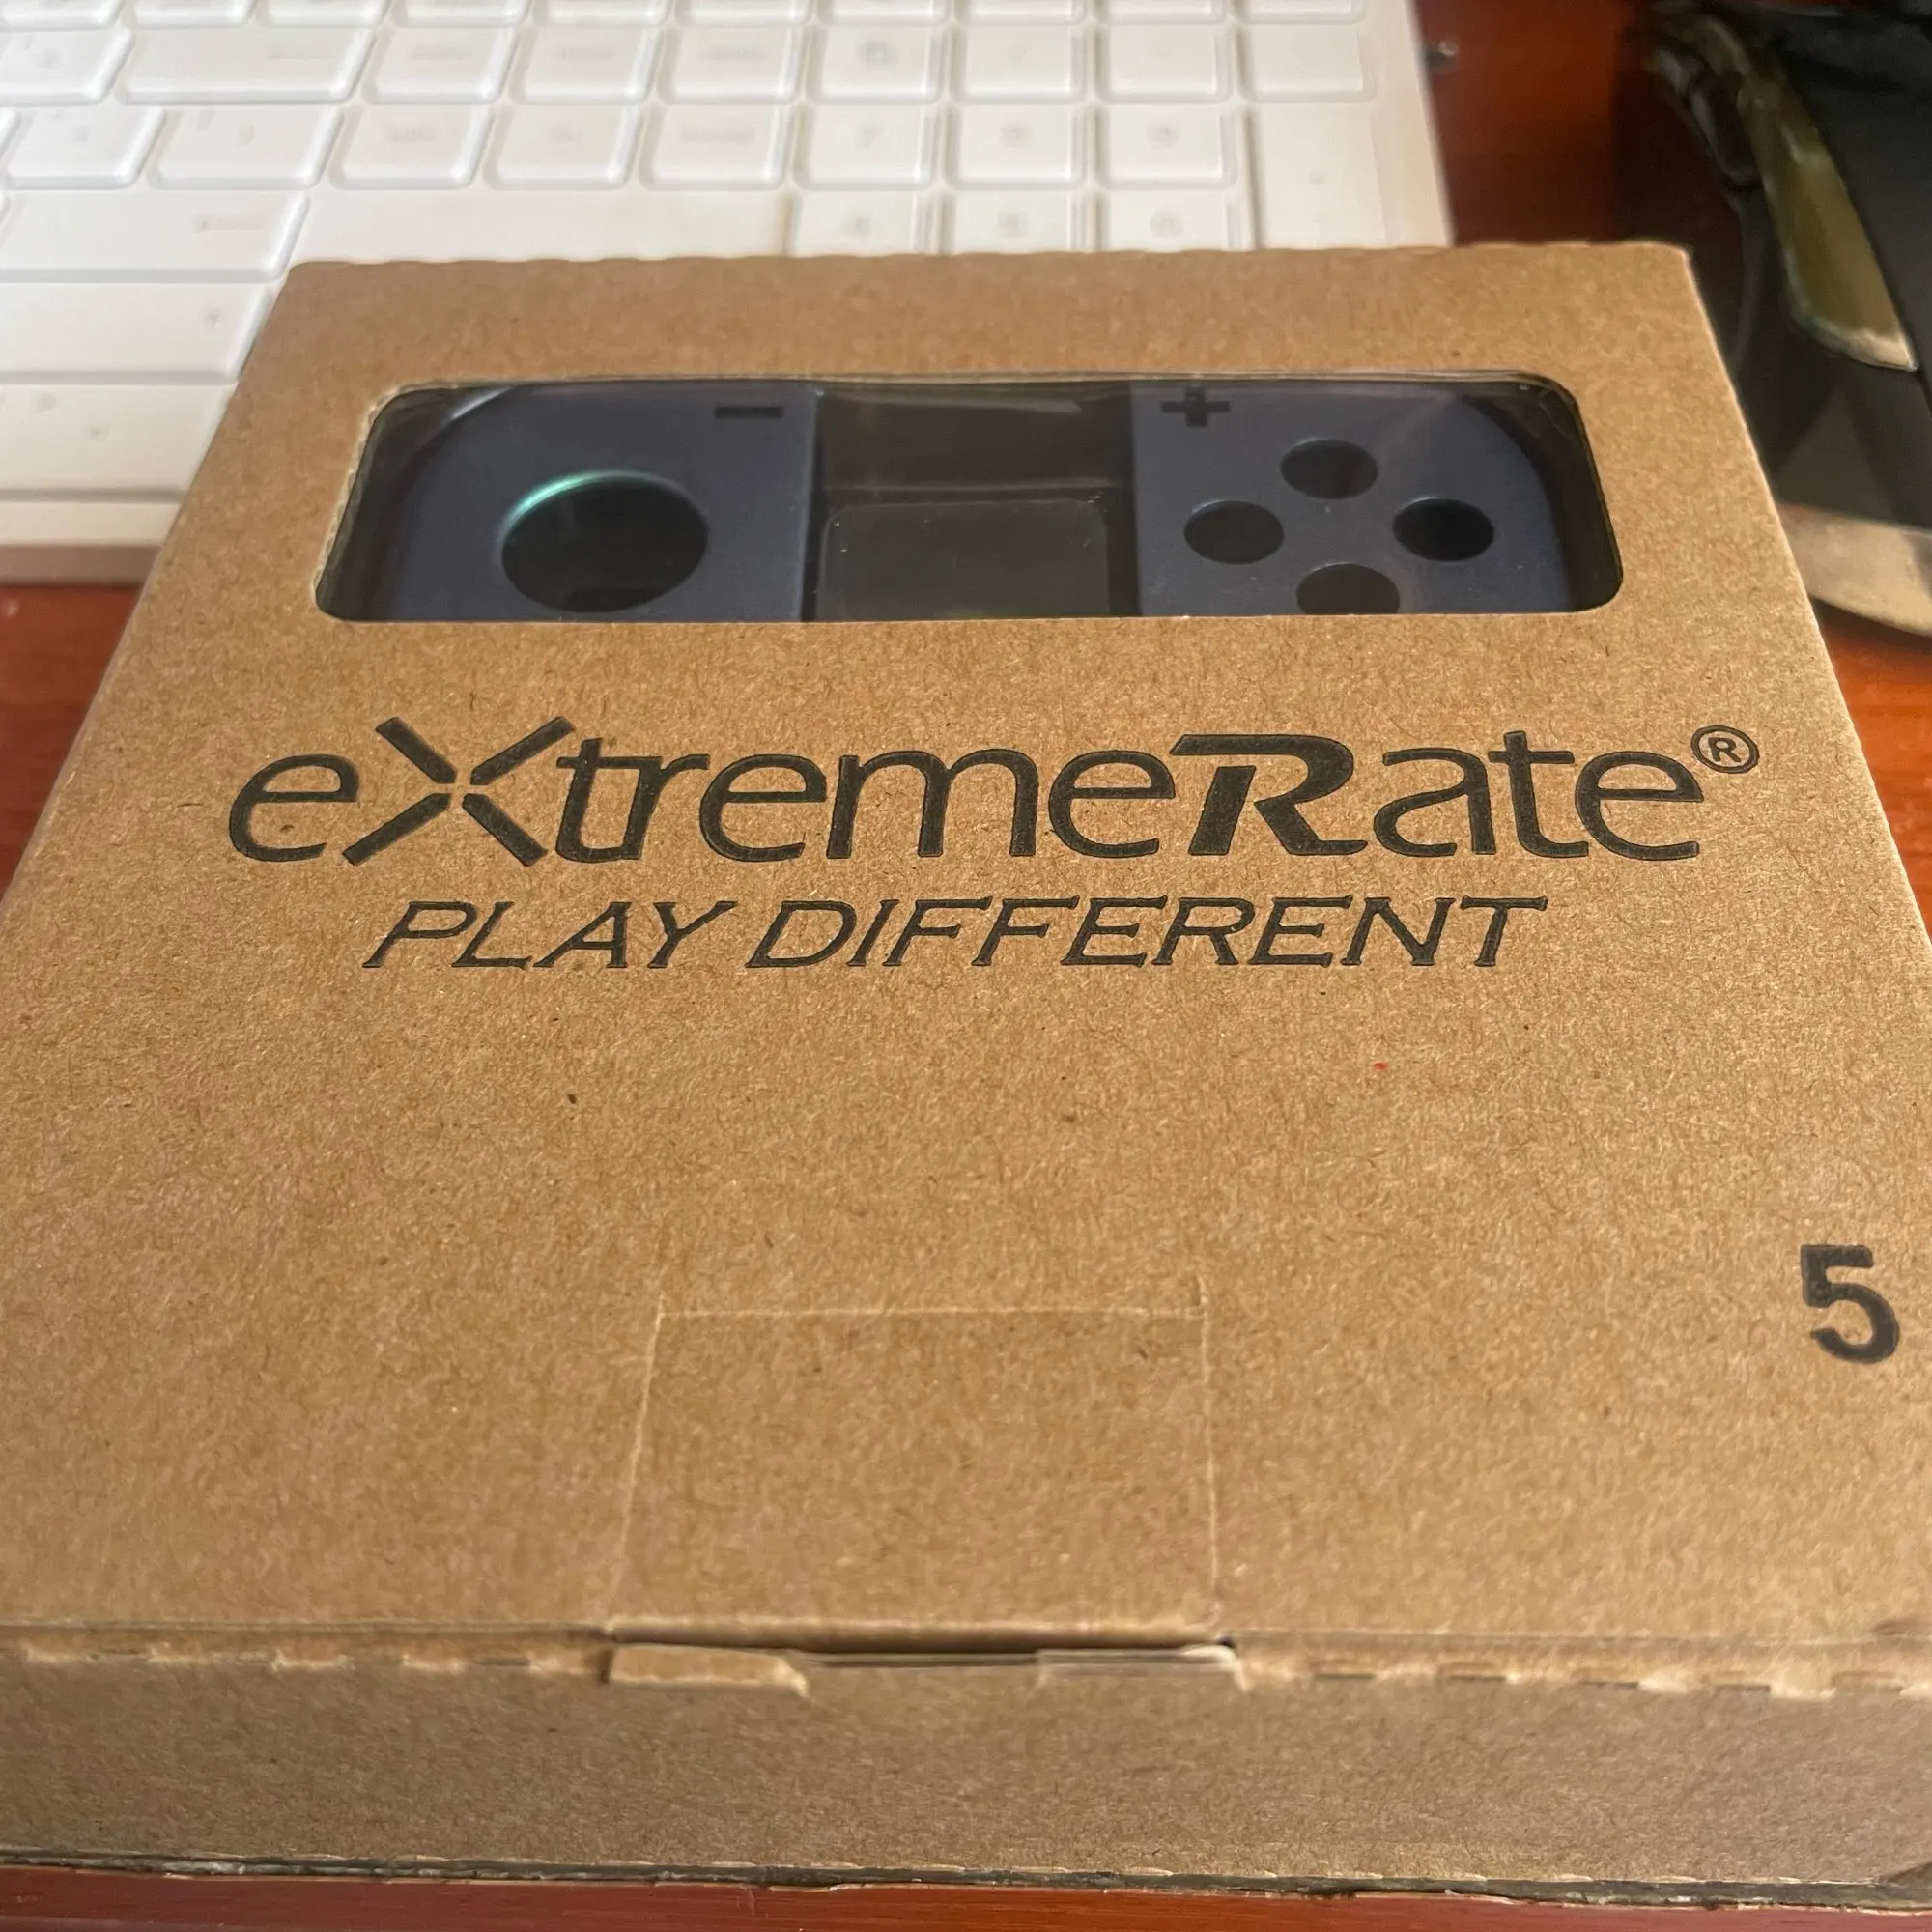 eXtremeRate®
PLAY DIFFERENT
5